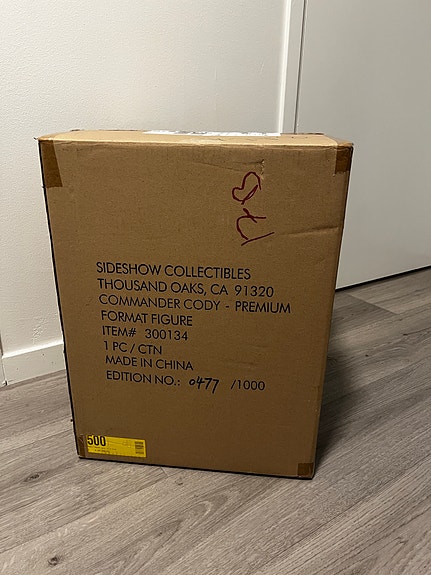 SIDESHOW COLLECTIBLES
THOUSAND OAKS, CA 91320
COMMANDER CODY - PREMIUM
FORMAT FIGURE
ITEM# 300134
1 PC / CTN
MADE IN CHINA
EDITION NO.: 0477 /1000
500